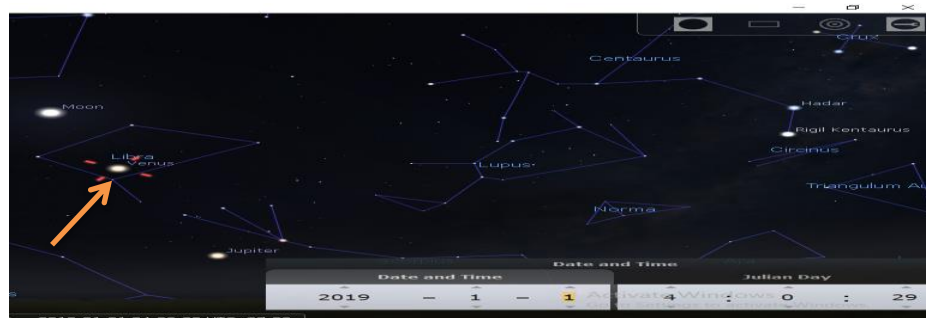 Crux
Centaurus
Moon
Hadar
Rigil Kentaurus
Libra
Circinus
Venus
Lupus
Triangulum Au
Norma
Jupiter
Date and Time
Date and Time
Julian Day
2019 - 1 - 1
4 : 0 : 29
Activate Windows